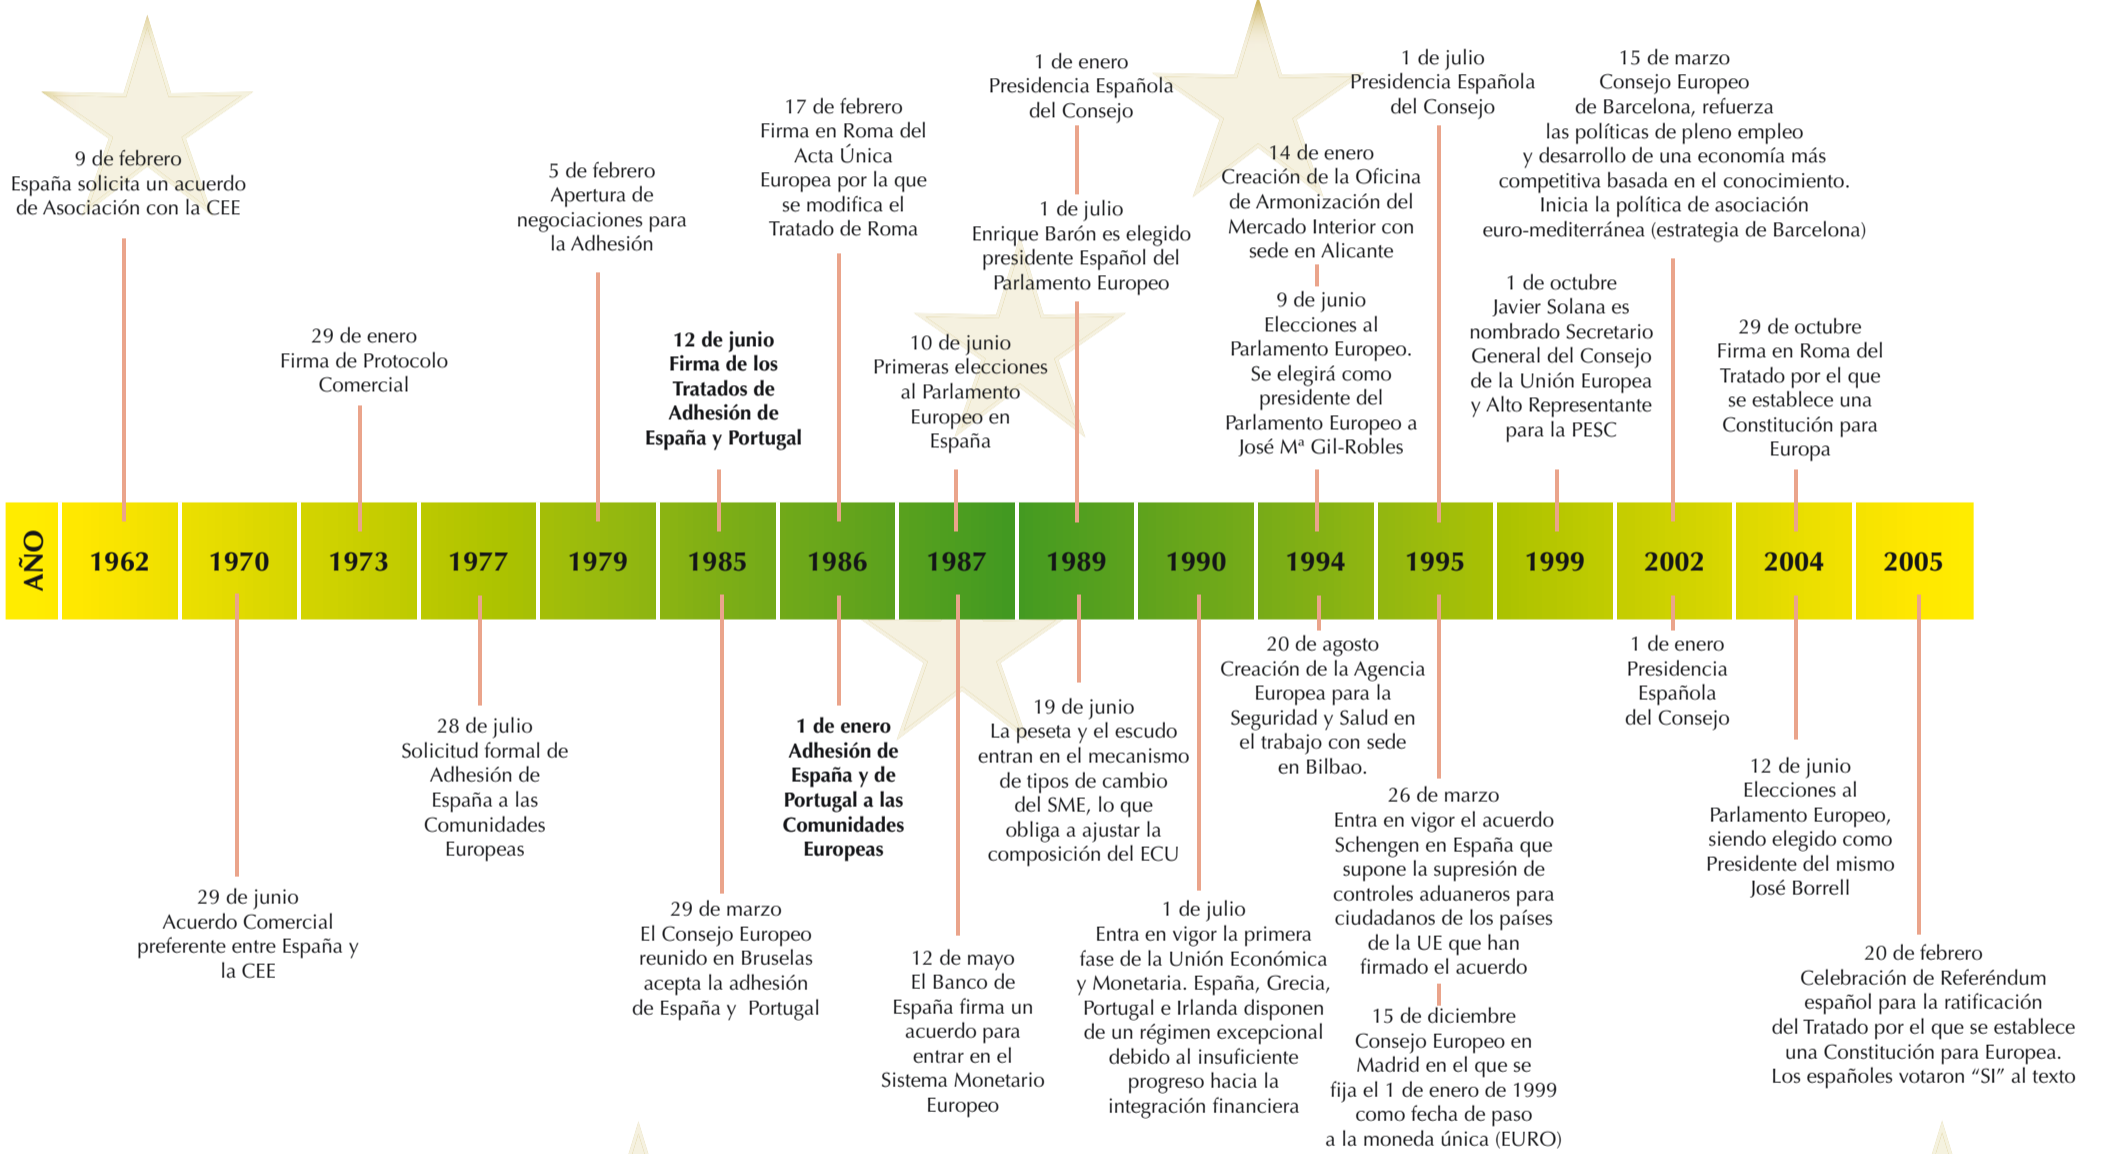 9 de febrero
España solicita un acuerdo
de Asociación con la CEE
29 de enero
Firma de Protocolo
Comercial
5 de febrero
Apertura de
negociaciones para
la Adhesión
12 de junio
Firma de los
Tratados de
Adhesión de
España y Portugal
17 de febrero
Firma en Roma del
Acta Única
Europea por la que
se modifica el
Tratado de Roma
10 de junio
Primeras elecciones
al Parlamento
Europeo en
España
1 de enero
Presidencia Española
del Consejo
1 de julio
Enrique Barón es elegido
presidente Español del
Parlamento Europeo
14 de enero
Creación de la Oficina
de Armonización del
Mercado Interior con
sede en Alicante
9 de junio
Elecciones al
Parlamento Europeo.
Se elegirá como
presidente del
Parlamento Europeo a
José Mª Gil-Robles
1 de julio
Presidencia Española
del Consejo
1 de octubre
Javier Solana es
nombrado Secretario
General del Consejo
de la Unión Europea
y Alto Representante
para la PESC
15 de marzo
Consejo Europeo
de Barcelona, refuerza
las políticas de pleno empleo
y desarrollo de una economía más
competitiva basada en el conocimiento.
Inicia la política de asociación
euro-mediterránea (estrategia de Barcelona)
29 de octubre
Firma en Roma del
Tratado por el que
se establece una
Constitución para
Europa
AÑO 1962 1970 1973 1977 1979 1985 1986 1987 1989 1990 1994 1995 1999 2002 2004 2005
29 de junio
Acuerdo Comercial
preferente entre España y
la CEE
28 de julio
Solicitud formal de
Adhesión de
España a las
Comunidades
Europeas
29 de marzo
El Consejo Europeo
reunido en Bruselas
acepta la adhesión
de España y Portugal
1 de enero
Adhesión de
España y de
Portugal a las
Comunidades
Europeas
12 de mayo
El Banco de
España firma un
acuerdo para
entrar en el
Sistema Monetario
Europeo
19 de junio
La peseta y el escudo
entran en el mecanismo
de tipos de cambio
del SME, lo que
obliga a ajustar la
composición del ECU
1 de julio
Entra en vigor la primera
fase de la Unión Económica
y Monetaria. España, Grecia,
Portugal e Irlanda disponen
de un régimen excepcional
debido al insuficiente
progreso hacia la
integración financiera
20 de agosto
Creación de la Agencia
Europea para la
Seguridad y Salud en
el trabajo con sede
en Bilbao.
26 de marzo
Entra en vigor el acuerdo
Schengen en España que
supone la supresión de
controles aduaneros para
ciudadanos de los países
de la UE que han
firmado el acuerdo
15 de diciembre
Consejo Europeo en
Madrid en el que se
fija el 1 de enero de 1999
como fecha de paso
a la moneda única (EURO)
1 de enero
Presidencia
Española
del Consejo
12 de junio
Elecciones al
Parlamento Europeo,
siendo elegido como
Presidente del mismo
José Borrell
20 de febrero
Celebración de Referéndum
español para la ratificación
del Tratado por el que se establece
una Constitución para Europa.
Los españoles votaron “SI” al texto